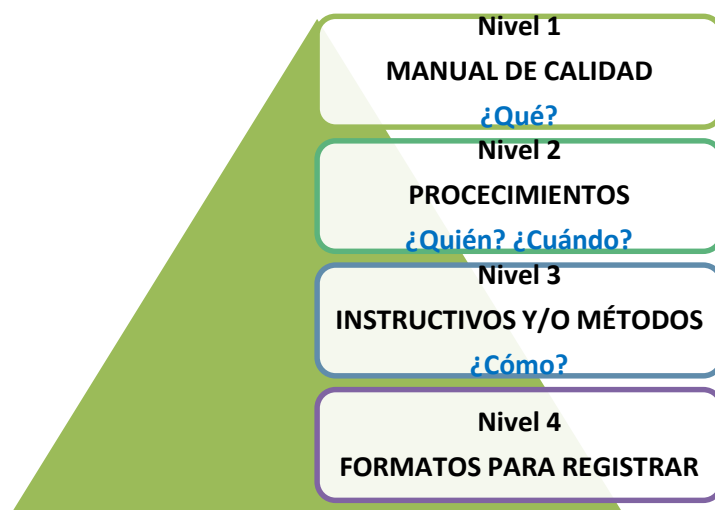 Nivel 1
MANUAL DE CALIDAD
¿Qué?
Nivel 2
PROCECIMIENTOS
¿Quién? ¿Cuándo?
Nivel 3
INSTRUCTIVOS Y/O MÉTODOS
¿Cómo?
Nivel 4
FORMATOS PARA REGISTRAR